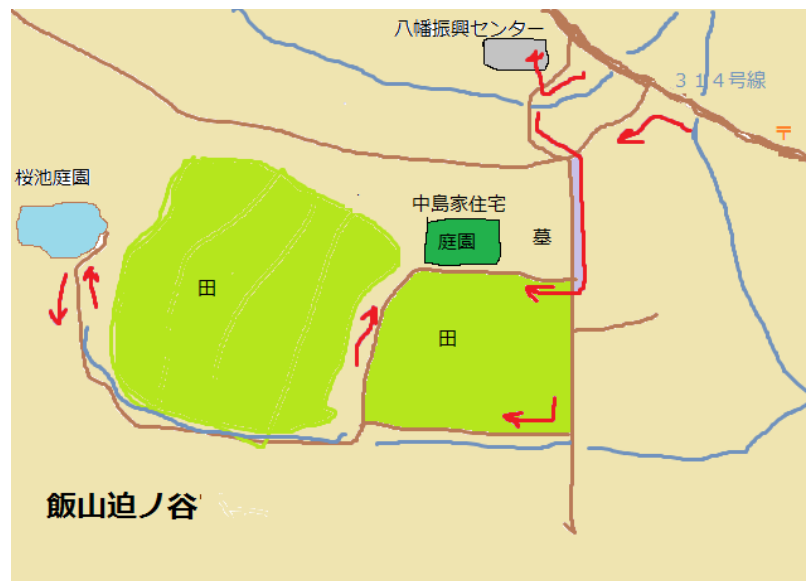 八幡振興センター
３１４号線
〒
桜池庭園
中島家住宅
庭園
墓
田
田
飯山迫ノ谷